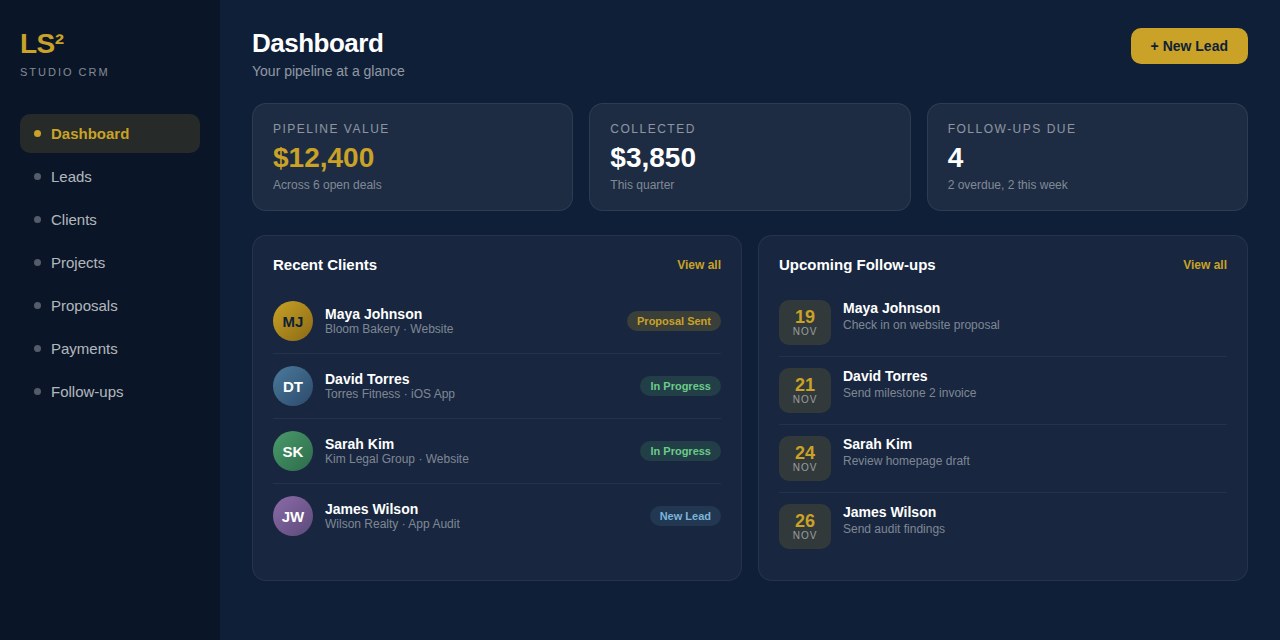 LS²
STUDIO CRM
Dashboard
Leads
Clients
Projects
Proposals
Payments
Follow-ups
Dashboard
Your pipeline at a glance
+ New Lead
PIPELINE VALUE
$12,400
Across 6 open deals
COLLECTED
$3,850
This quarter
FOLLOW-UPS DUE
4
2 overdue, 2 this week
Recent Clients
View all
MJ
Maya Johnson
Bloom Bakery · Website
Proposal Sent
DT
David Torres
Torres Fitness · iOS App
In Progress
SK
Sarah Kim
Kim Legal Group · Website
In Progress
JW
James Wilson
Wilson Realty · App Audit
New Lead
Upcoming Follow-ups
View all
19
NOV
Maya Johnson
Check in on website proposal
21
NOV
David Torres
Send milestone 2 invoice
24
NOV
Sarah Kim
Review homepage draft
26
NOV
James Wilson
Send audit findings